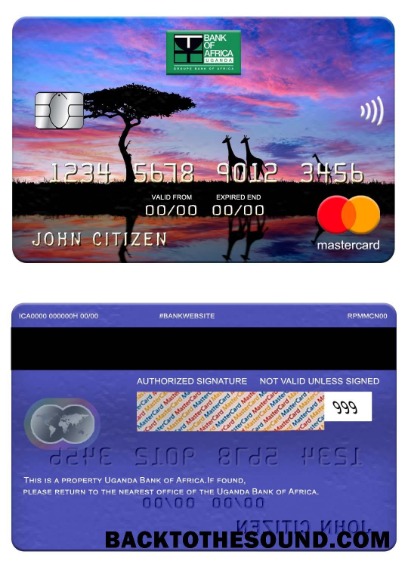 BANK
OF
AFRICA
UGANDA
GROUPE BANK OF AFRICA
1234 5678 9012 3456
VALID FROM EXPIRED END
00/00 00/00
JOHN CITIZEN
mastercard
ICA0000 000000H 00/00 #BANKWEBSITE RPMMCN00
AUTHORIZED SIGNATURE NOT VALID UNLESS SIGNED
999
1234 5678 9012 3456
THIS IS A PROPERTY UGANDA BANK OF AFRICA.IF FOUND,
PLEASE RETURN TO THE NEAREST OFFICE OF THE UGANDA BANK OF AFRICA.
00/00 00/00
JOHN CITIZEN
BACKTOTHESOUND.COM